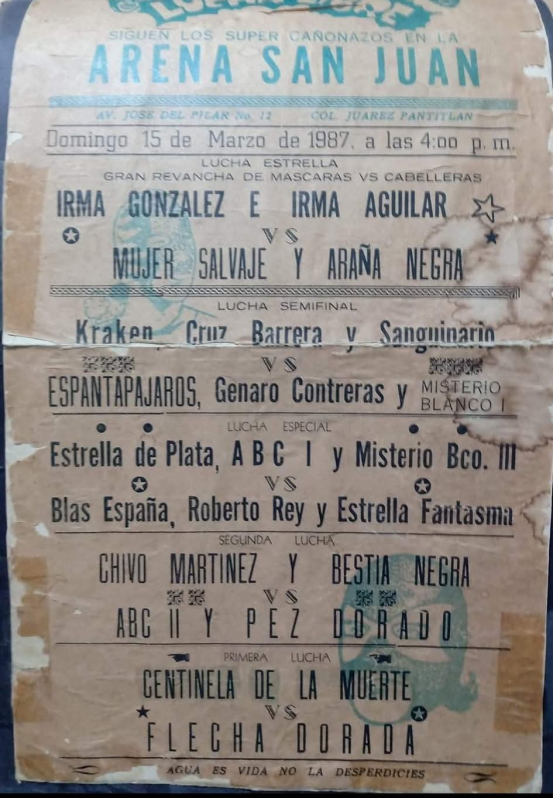 LUCHA LIBRE
SIGUEN LOS SUPER CAÑONAZOS EN LA
ARENA SAN JUAN
AV. JOSE DEL PILAR No. 12 COL. JUAREZ PANTITLAN
Domingo 15 de Marzo de 1987, a las 4:00 p. m.
LUCHA ESTRELLA
GRAN REVANCHA DE MASCARAS VS CABELLERAS
IRMA GONZALEZ E IRMA AGUILAR
VS
MUJER SALVAJE Y ARAÑA NEGRA
LUCHA SEMIFINAL
Kraken, Cruz Barrera y Sanguinario
VS
ESPANTAPAJAROS, Genaro Contreras y MISTERIO
BLANCO I
LUCHA ESPECIAL
Estrella de Plata, A B C I y Misterio Bco. III
VS
Blas España, Roberto Rey y Estrella Fantasma
SEGUNDA LUCHA
CHIVO MARTINEZ Y BESTIA NEGRA
VS
ABC II Y PEZ DORADO
PRIMERA LUCHA
CENTINELA DE LA MUERTE
VS
FLECHA DORADA
AGUA ES VIDA NO LA DESPERDICIES